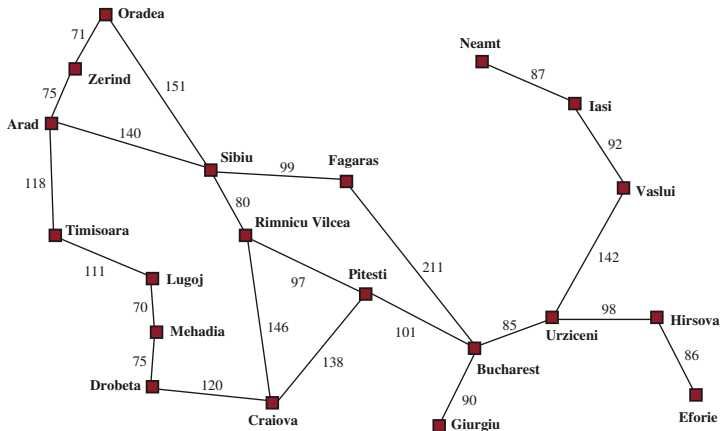 Oradea
71
Neamt
Zerind
87
151
75
Iasi
Arad
140
92
Sibiu
Fagaras
99
118
Vaslui
80
Timisoara
Rimnicu Vilcea
142
111
211
Lugoj
97
Pitesti
70
98
Hirsova
Mehadia
146
101
85
Urziceni
75
138
86
Bucharest
Drobeta
120
90
Craiova
Giurgiu
Eforie